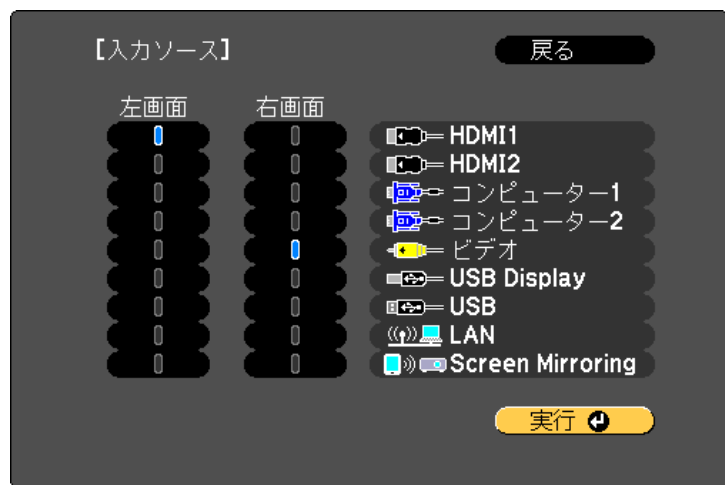 【入力ソース】
戻る
左画面 右画面
HDMI1
HDMI2
コンピューター1
コンピューター2
ビデオ
USB Display
USB
LAN
Screen Mirroring
実行